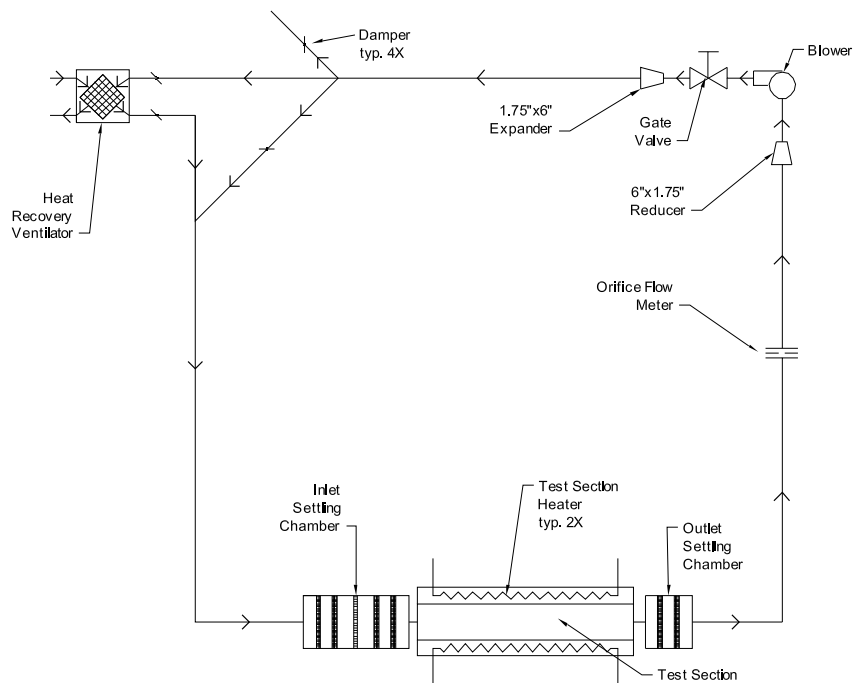 Damper
typ. 4X
Blower
1.75"x6"
Expander
Gate
Valve
6"x1.75"
Reducer
Heat
Recovery
Ventilator
Orifice Flow
Meter
Inlet
Settling
Chamber
Test Section
Heater
typ. 2X
Outlet
Settling
Chamber
Test Section